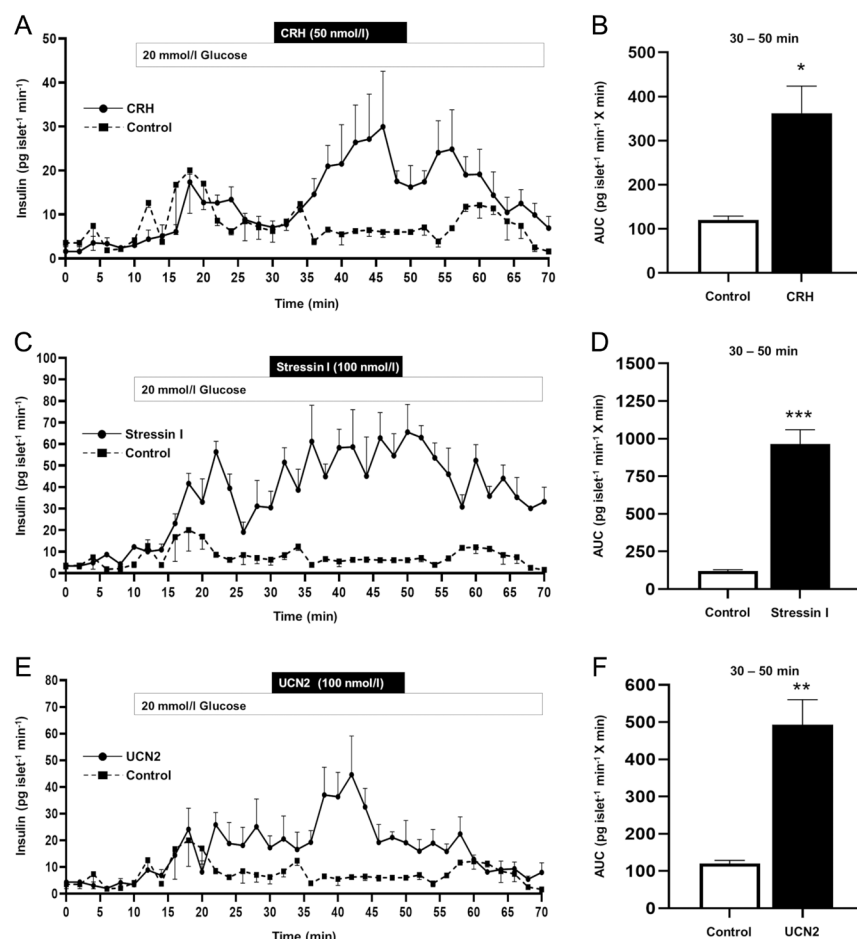 A
CRH (50 nmol/l)
20 mmol/l Glucose
Insulin (pg islet⁻¹ min⁻¹)
50
40
30
20
10
0
CRH
Control
0 5 10 15 20 25 30 35 40 45 50 55 60 65 70
Time (min)
B
30 – 50 min
AUC (pg islet⁻¹ min⁻¹ X min)
500
400
300
200
100
0
*
Control CRH
C
Stressin I (100 nmol/l)
20 mmol/l Glucose
Insulin (pg islet⁻¹ min⁻¹)
100
90
80
70
60
50
40
30
20
10
0
Stressin I
Control
0 5 10 15 20 25 30 35 40 45 50 55 60 65 70
Time (min)
D
30 – 50 min
AUC (pg islet⁻¹ min⁻¹ X min)
1500
1250
1000
750
500
250
0
***
Control Stressin I
E
UCN2 (100 nmol/l)
20 mmol/l Glucose
Insulin (pg islet⁻¹ min⁻¹)
80
70
60
50
40
30
20
10
0
UCN2
Control
0 5 10 15 20 25 30 35 40 45 50 55 60 65 70
Time (min)
F
30 – 50 min
AUC (pg islet⁻¹ min⁻¹ X min)
600
500
400
300
200
100
0
**
Control UCN2